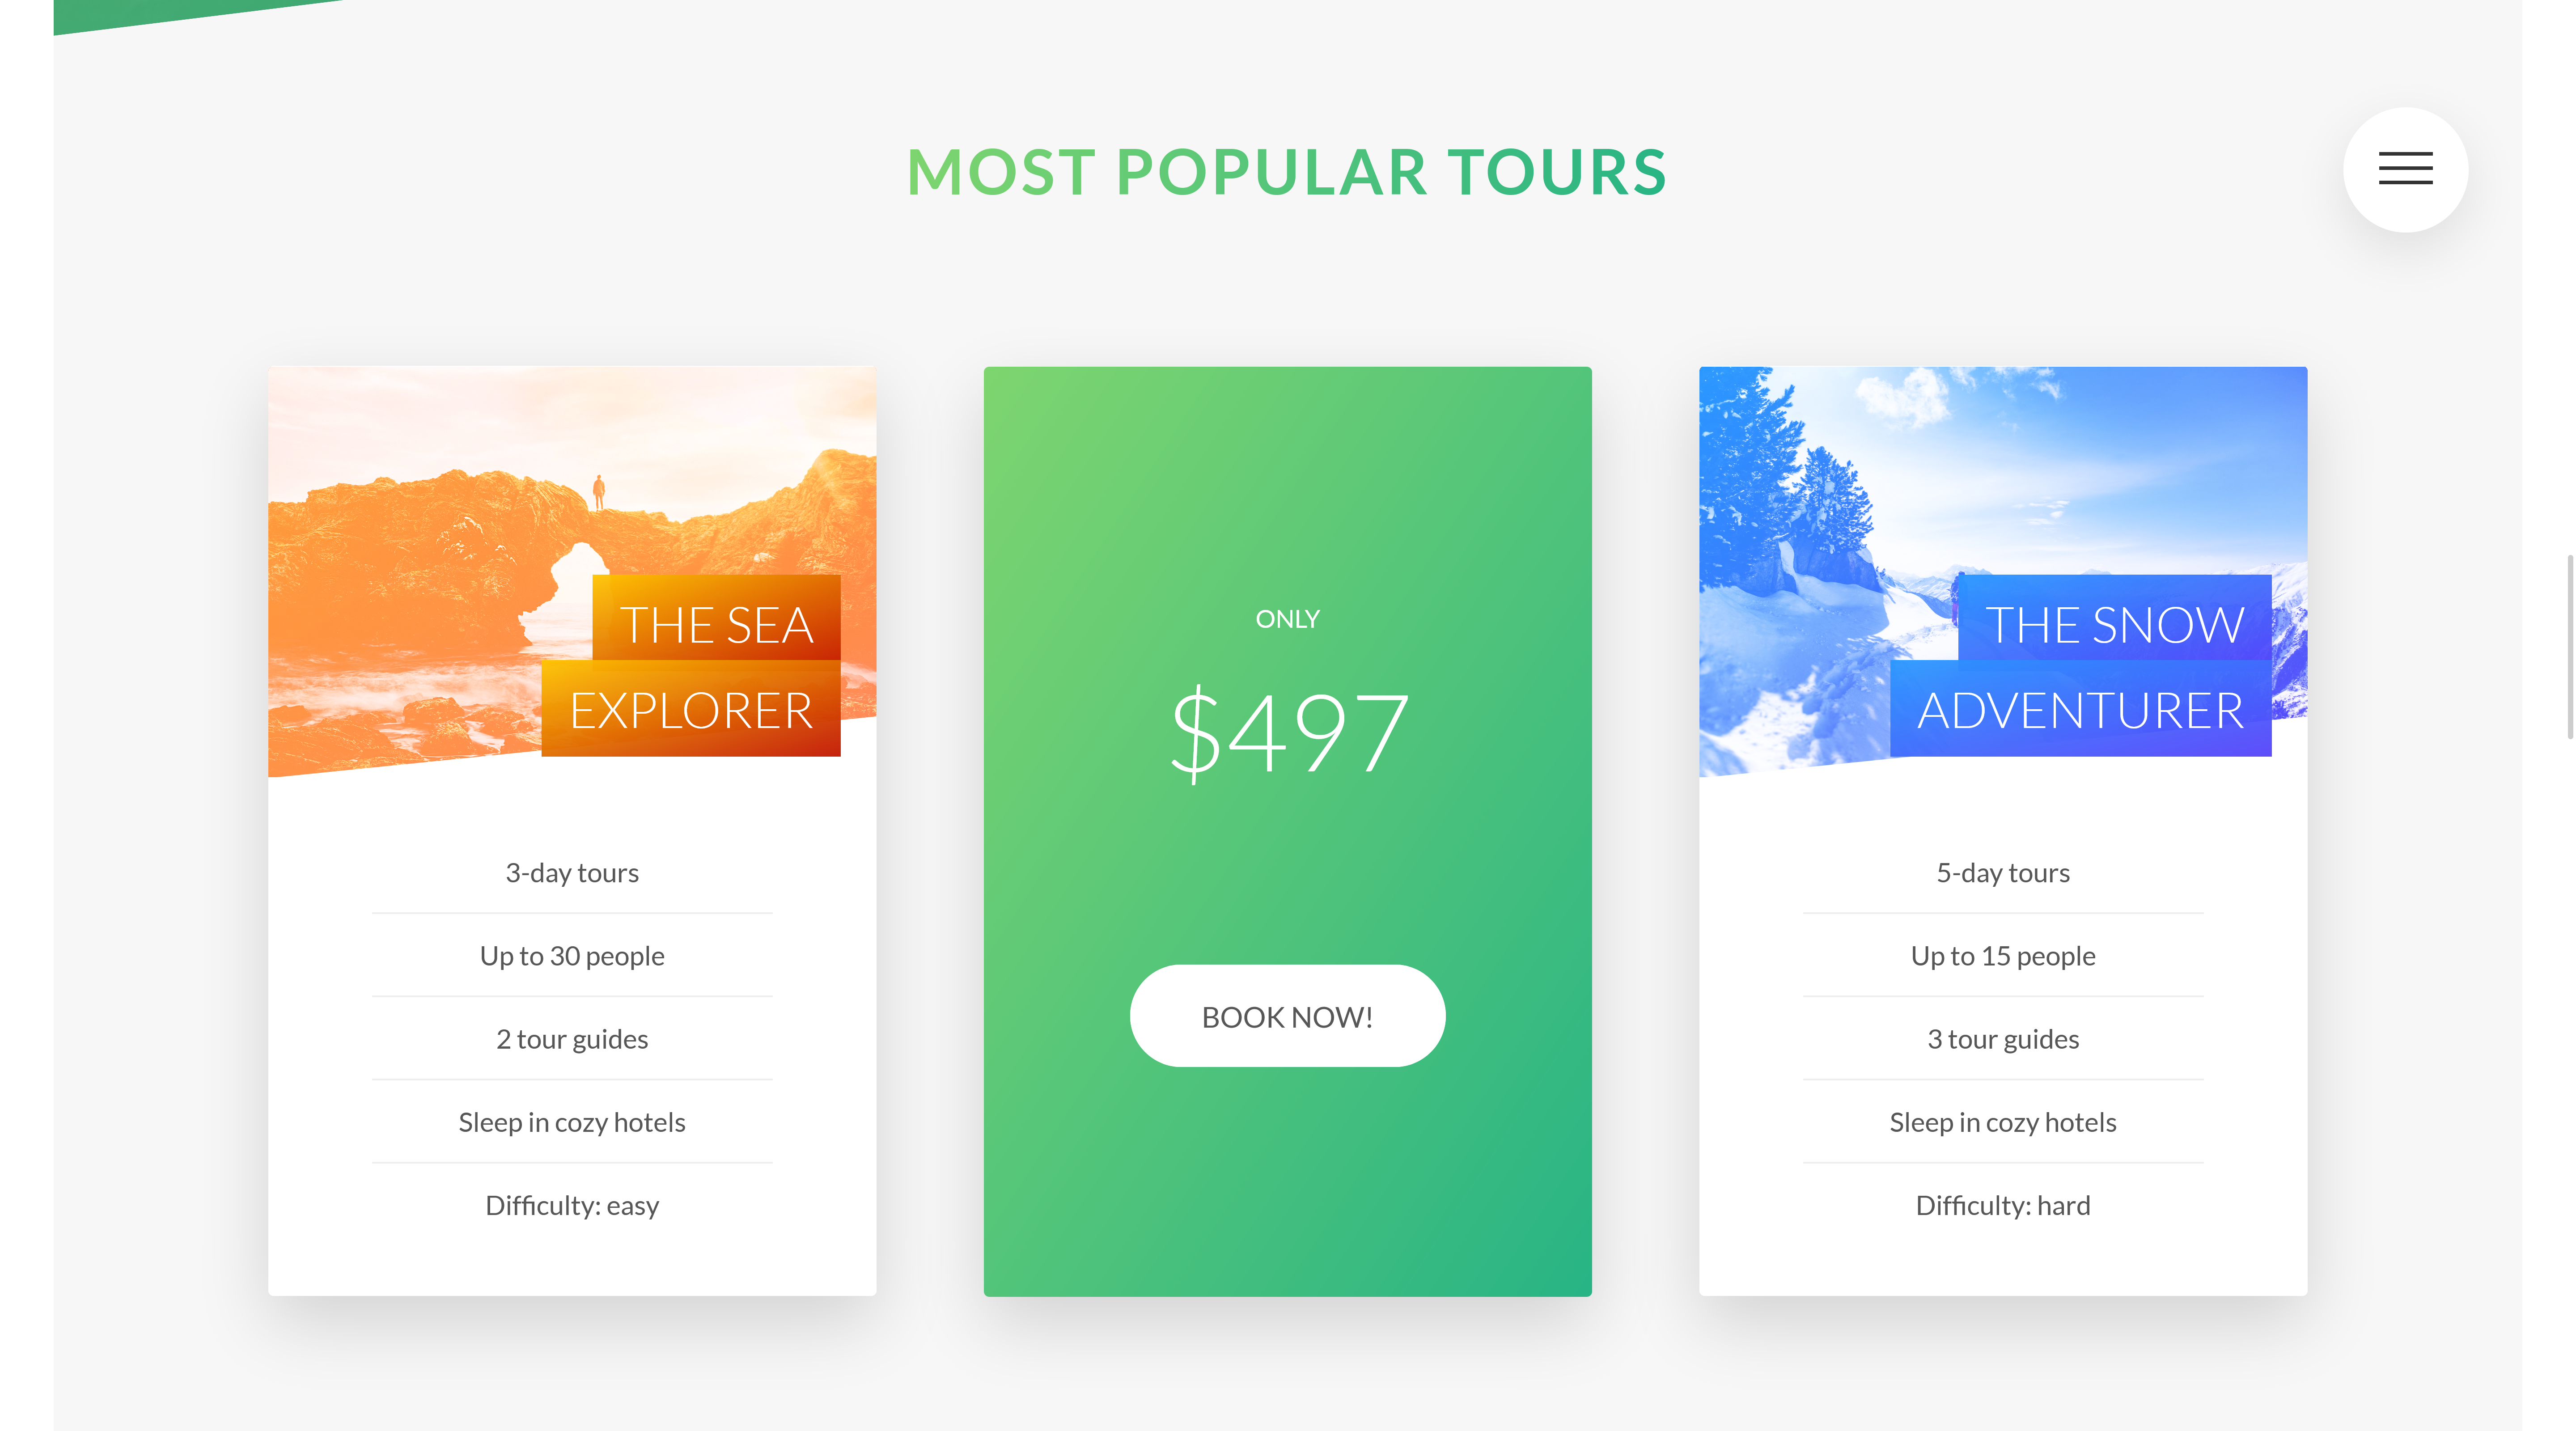 MOST POPULAR TOURS
THE SEA
EXPLORER
3-day tours
Up to 30 people
2 tour guides
Sleep in cozy hotels
Difficulty: easy
ONLY
$497
BOOK NOW!
THE SNOW
ADVENTURER
5-day tours
Up to 15 people
3 tour guides
Sleep in cozy hotels
Difficulty: hard